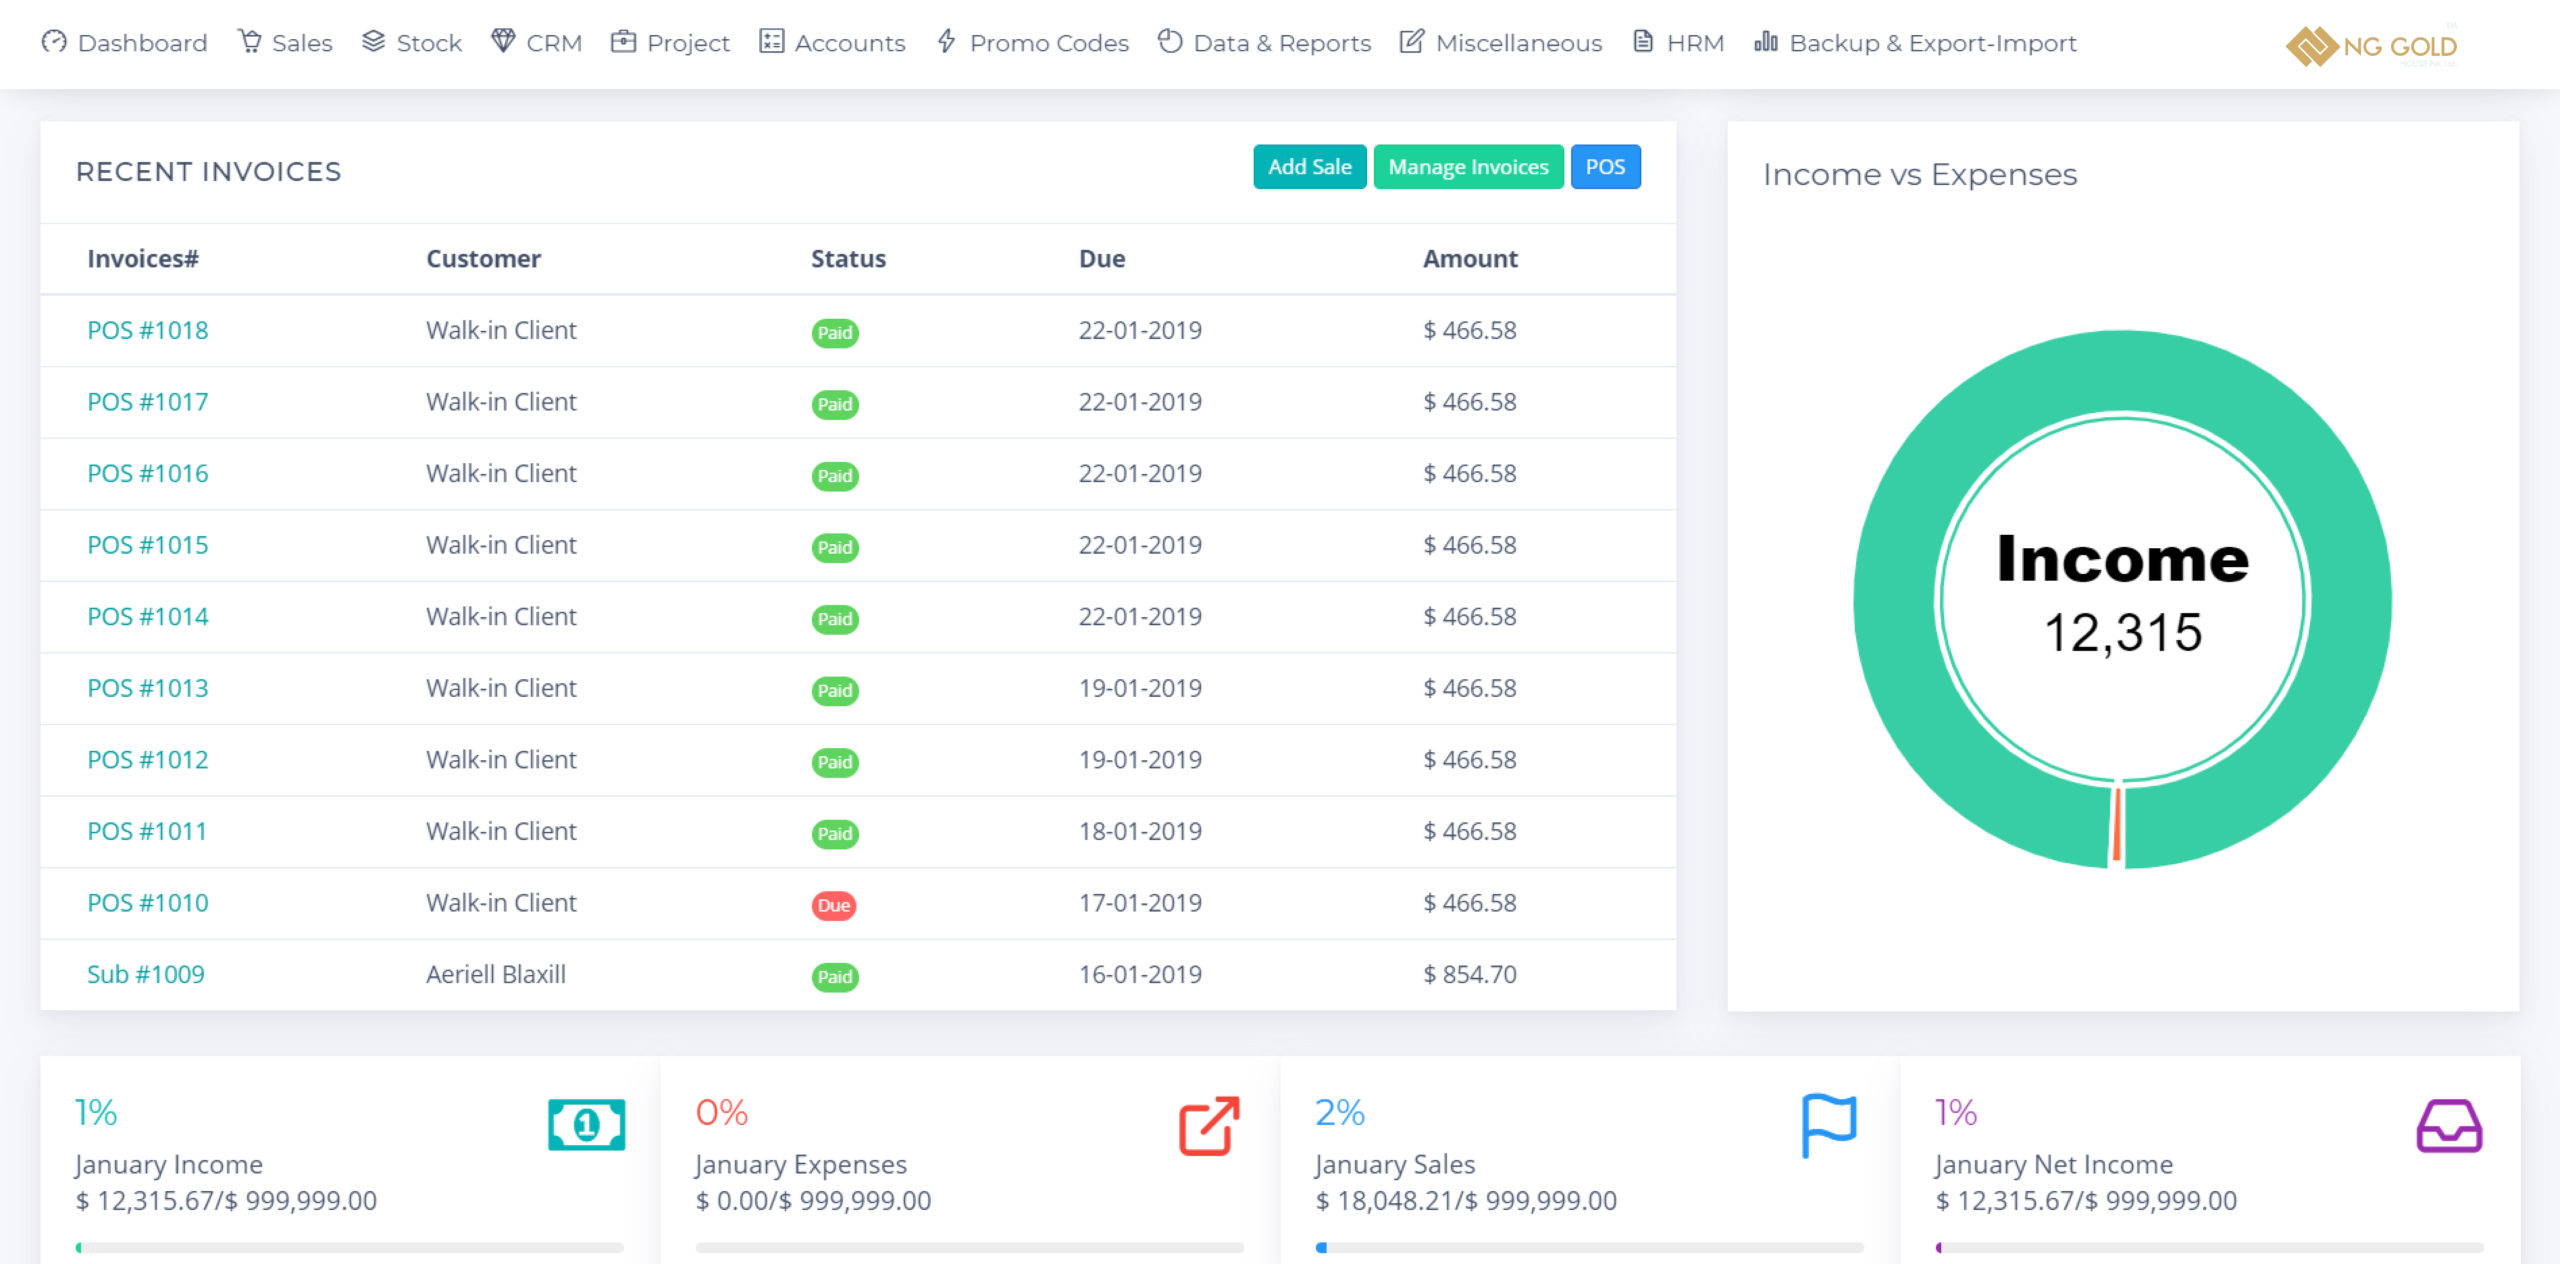 Dashboard Sales Stock CRM Project Accounts Promo Codes Data & Reports Miscellaneous HRM Backup & Export-Import
NG GOLD
RECENT INVOICES
Add Sale Manage Invoices POS
Invoices# Customer Status Due Amount
POS #1018 Walk-in Client Paid 22-01-2019 $ 466.58
POS #1017 Walk-in Client Paid 22-01-2019 $ 466.58
POS #1016 Walk-in Client Paid 22-01-2019 $ 466.58
POS #1015 Walk-in Client Paid 22-01-2019 $ 466.58
POS #1014 Walk-in Client Paid 22-01-2019 $ 466.58
POS #1013 Walk-in Client Paid 19-01-2019 $ 466.58
POS #1012 Walk-in Client Paid 19-01-2019 $ 466.58
POS #1011 Walk-in Client Paid 18-01-2019 $ 466.58
POS #1010 Walk-in Client Due 17-01-2019 $ 466.58
Sub #1009 Aeriell Blaxill Paid 16-01-2019 $ 854.70
Income vs Expenses
Income
12,315
1%
January Income
$ 12,315.67/$ 999,999.00
0%
January Expenses
$ 0.00/$ 999,999.00
2%
January Sales
$ 18,048.21/$ 999,999.00
1%
January Net Income
$ 12,315.67/$ 999,999.00